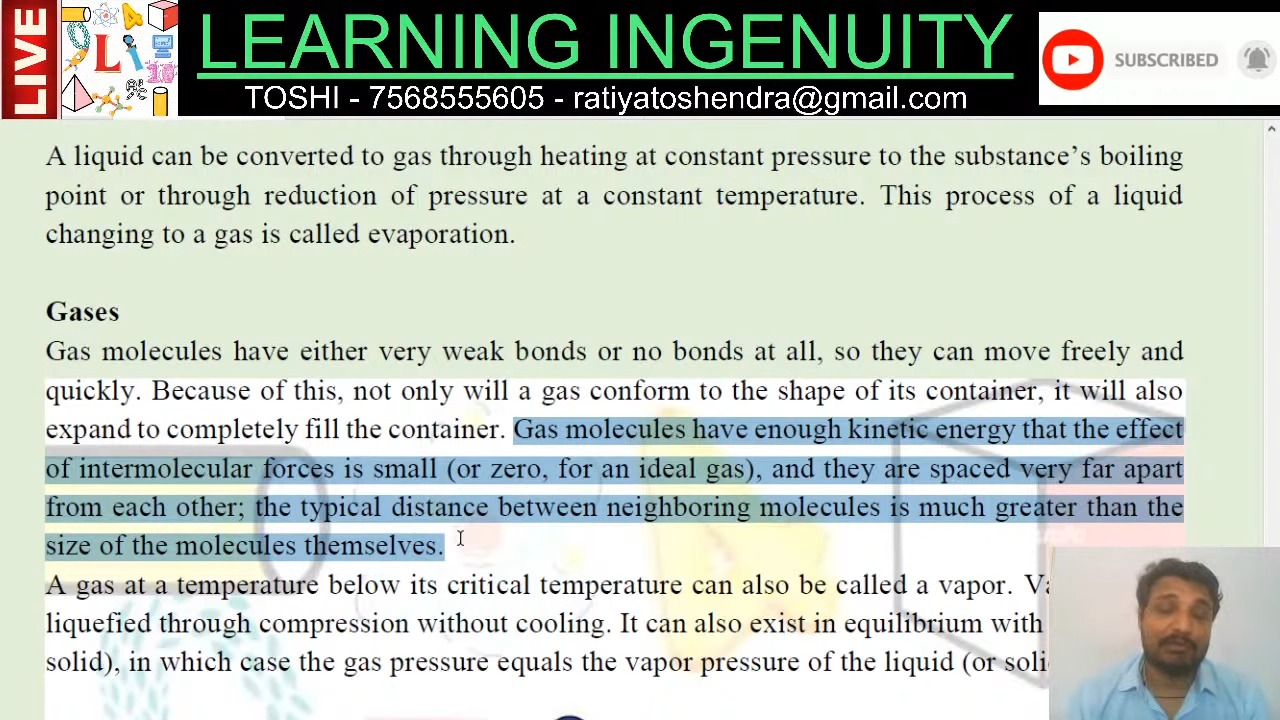 LIVE
LEARNING INGENUITY
SUBSCRIBED
TOSHI - 7568555605 - ratiyatoshendra@gmail.com
A liquid can be converted to gas through heating at constant pressure to the substance’s boiling
point or through reduction of pressure at a constant temperature. This process of a liquid
changing to a gas is called evaporation.
Gases
Gas molecules have either very weak bonds or no bonds at all, so they can move freely and
quickly. Because of this, not only will a gas conform to the shape of its container, it will also
expand to completely fill the container. Gas molecules have enough kinetic energy that the effect
of intermolecular forces is small (or zero, for an ideal gas), and they are spaced very far apart
from each other; the typical distance between neighboring molecules is much greater than the
size of the molecules themselves.
A gas at a temperature below its critical temperature can also be called a vapor.
liquefied through compression without cooling. It can also exist in equilibrium with
solid), in which case the gas pressure equals the vapor pressure of the liquid (or